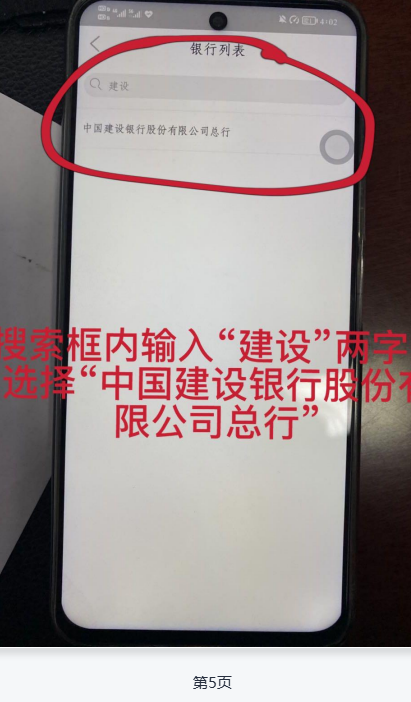 4:02
银行列表
建设
中国建设银行股份有限公司总行
搜索框内输入“建设”两字
选择“中国建设银行股份有
限公司总行”
第5页